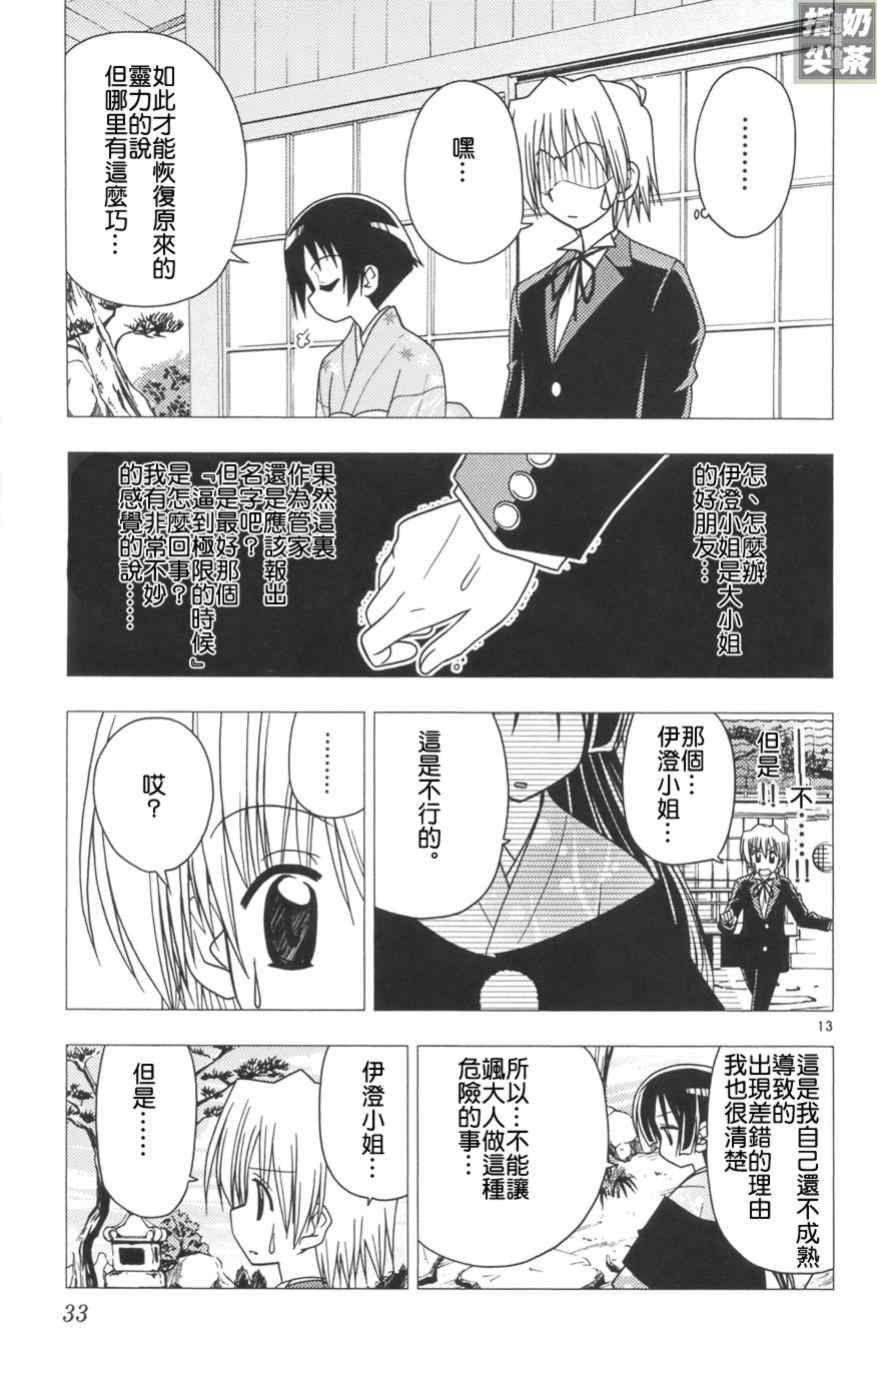 指奶
尖茶
………
嘿…
如此才能恢復原來的
靈力的說
但哪里有這麼巧…
怎、怎麼辦
伊澄小姐是大小姐
的好朋友…
果然這裏
作為管家
還是應該報出
名字吧？
但是最好那個
『逼到極限的時候』
是怎麼回事？
我有非常不妙
的感覺的說……
不……!!
但是!!
那個…
伊澄小姐…
這是不行的。
………
哎？
13
這是我自己還不成熟
導致的
出現差錯的理由
我也很清楚
所以…不能讓
颯大人做這種
危險的事…
伊澄小姐…
但是……
33